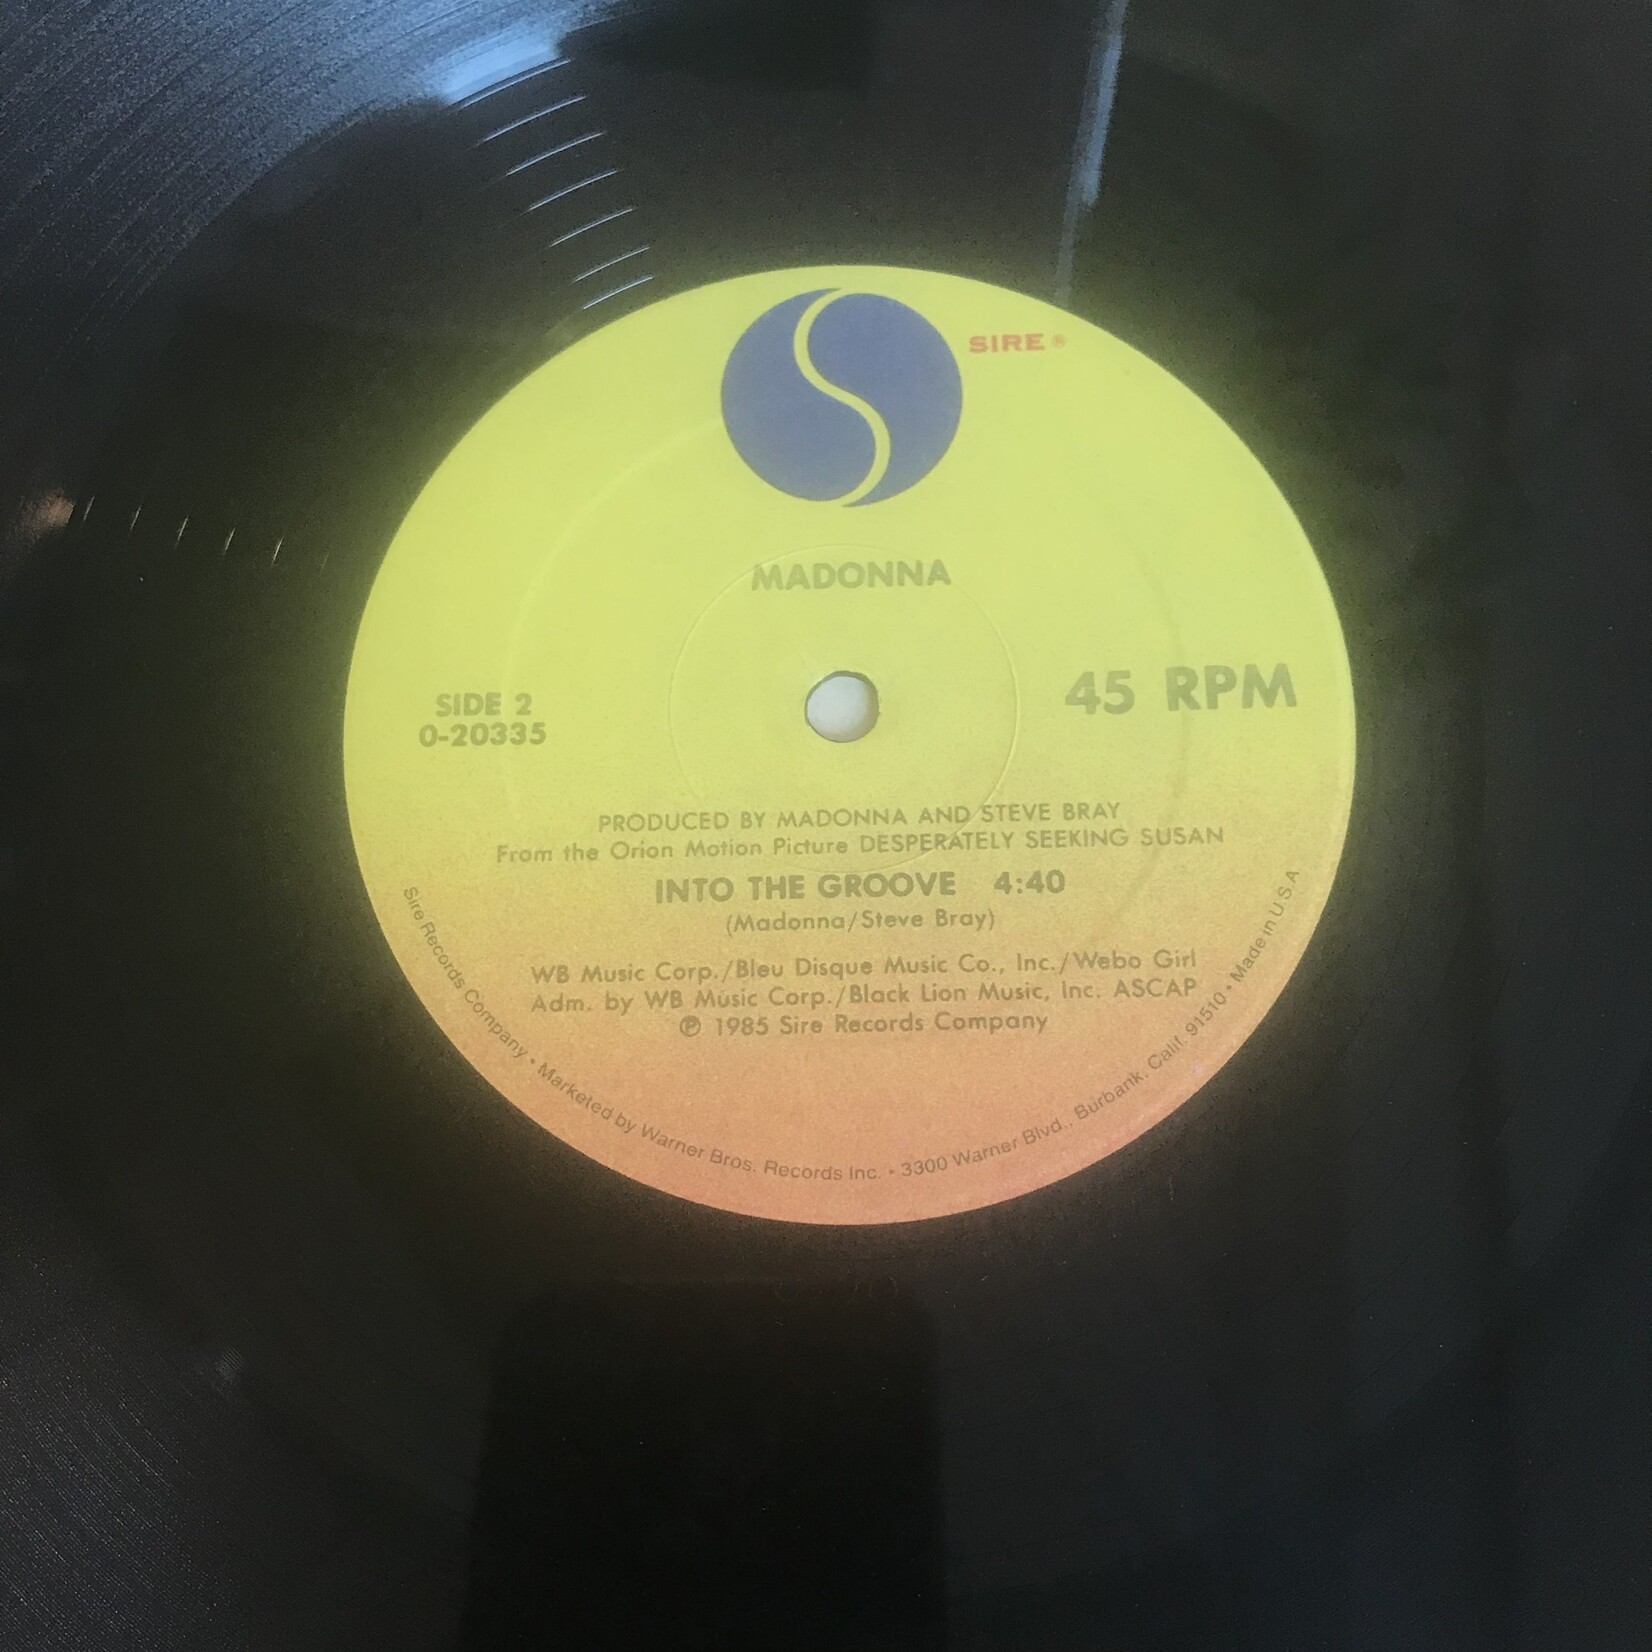 SIRE®
MADONNA
SIDE 2
0-20335
45 RPM
PRODUCED BY MADONNA AND STEVE BRAY
From the Orion Motion Picture DESPERATELY SEEKING SUSAN
INTO THE GROOVE 4:40
(Madonna/Steve Bray)
WB Music Corp./Bleu Disque Music Co., Inc./Webo Girl
Adm. by WB Music Corp./Black Lion Music, Inc. ASCAP
℗ 1985 Sire Records Company
Sire Records Company • Marketed by Warner Bros. Records Inc. • 3300 Warner Blvd., Burbank, Calif. 91510 • Made in U.S.A